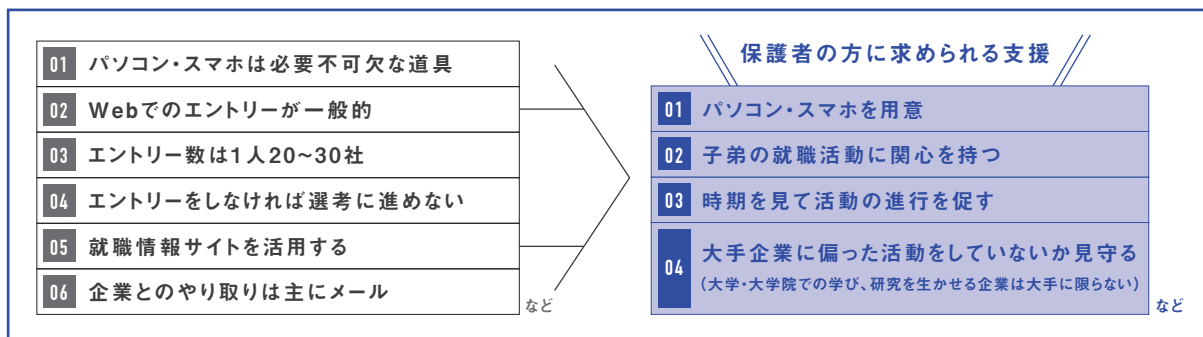 01 パソコン・スマホは必要不可欠な道具
02 Webでのエントリーが一般的
03 エントリー数は1人20~30社
04 エントリーをしなければ選考に進めない
05 就職情報サイトを活用する
06 企業とのやり取りは主にメール
など
保護者の方に求められる支援
01 パソコン・スマホを用意
02 子弟の就職活動に関心を持つ
03 時期を見て活動の進行を促す
04 大手企業に偏った活動をしていないか見守る
(大学・大学院での学び、研究を生かせる企業は大手に限らない)
など